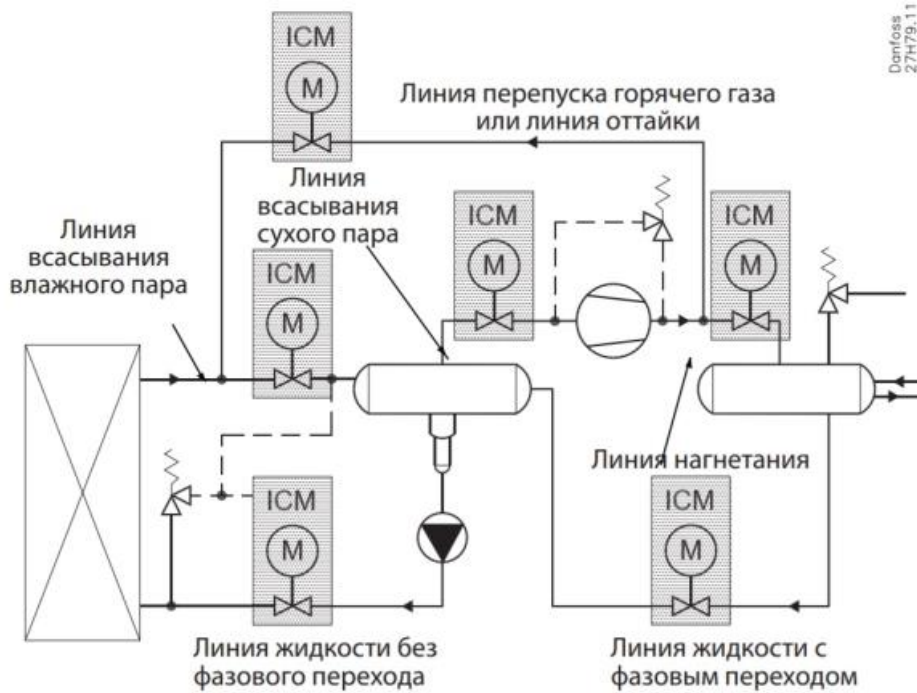 Danfoss
27H79.11
ICM
M
Линия перепуска горячего газа
или линия оттайки
Линия
всасывания
сухого пара
ICM
M
ICM
M
Линия
всасывания
влажного пара
ICM
M
Линия нагнетания
ICM
M
ICM
M
Линия жидкости без
фазового перехода
Линия жидкости с
фазовым переходом